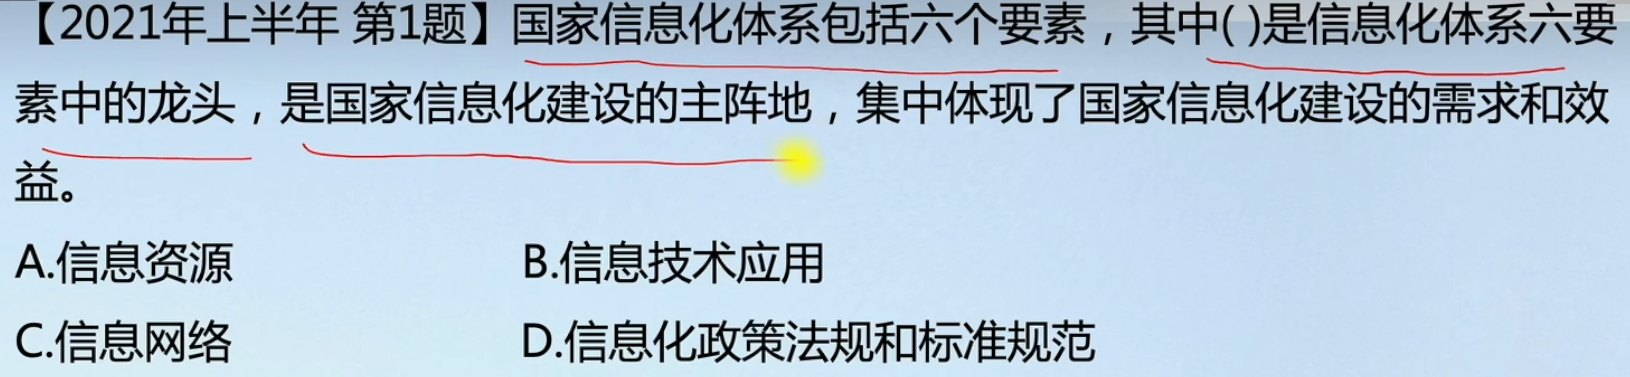 【2021年上半年 第1题】国家信息化体系包括六个要素，其中( )是信息化体系六要
素中的龙头，是国家信息化建设的主阵地，集中体现了国家信息化建设的需求和效
益。
A.信息资源 B.信息技术应用
C.信息网络 D.信息化政策法规和标准规范